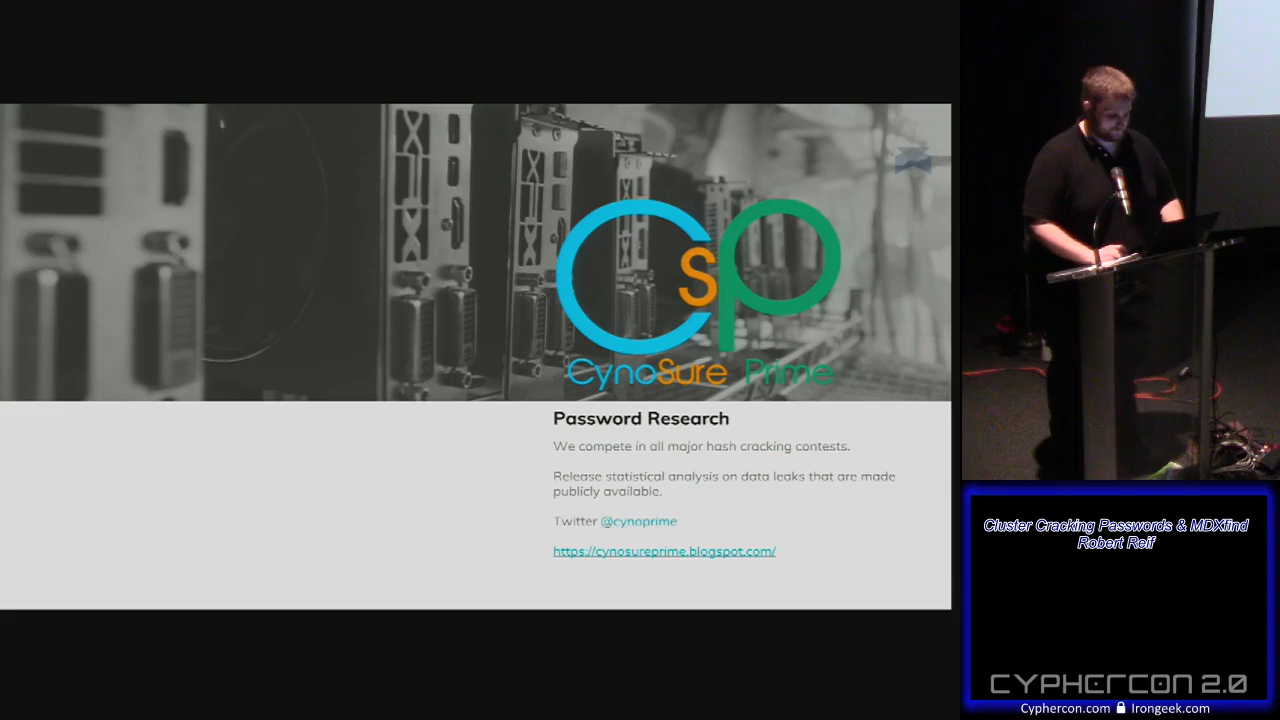 CsP
CynoSure Prime
Password Research
We compete in all major hash cracking contests.
Release statistical analysis on data leaks that are made
publicly available.
Twitter @cynoprime
https://cynosureprime.blogspot.com/
Cluster Cracking Passwords & MDXfind
Robert Reif
CYPHERCON 2.0
Cyphercon.com Irongeek.com